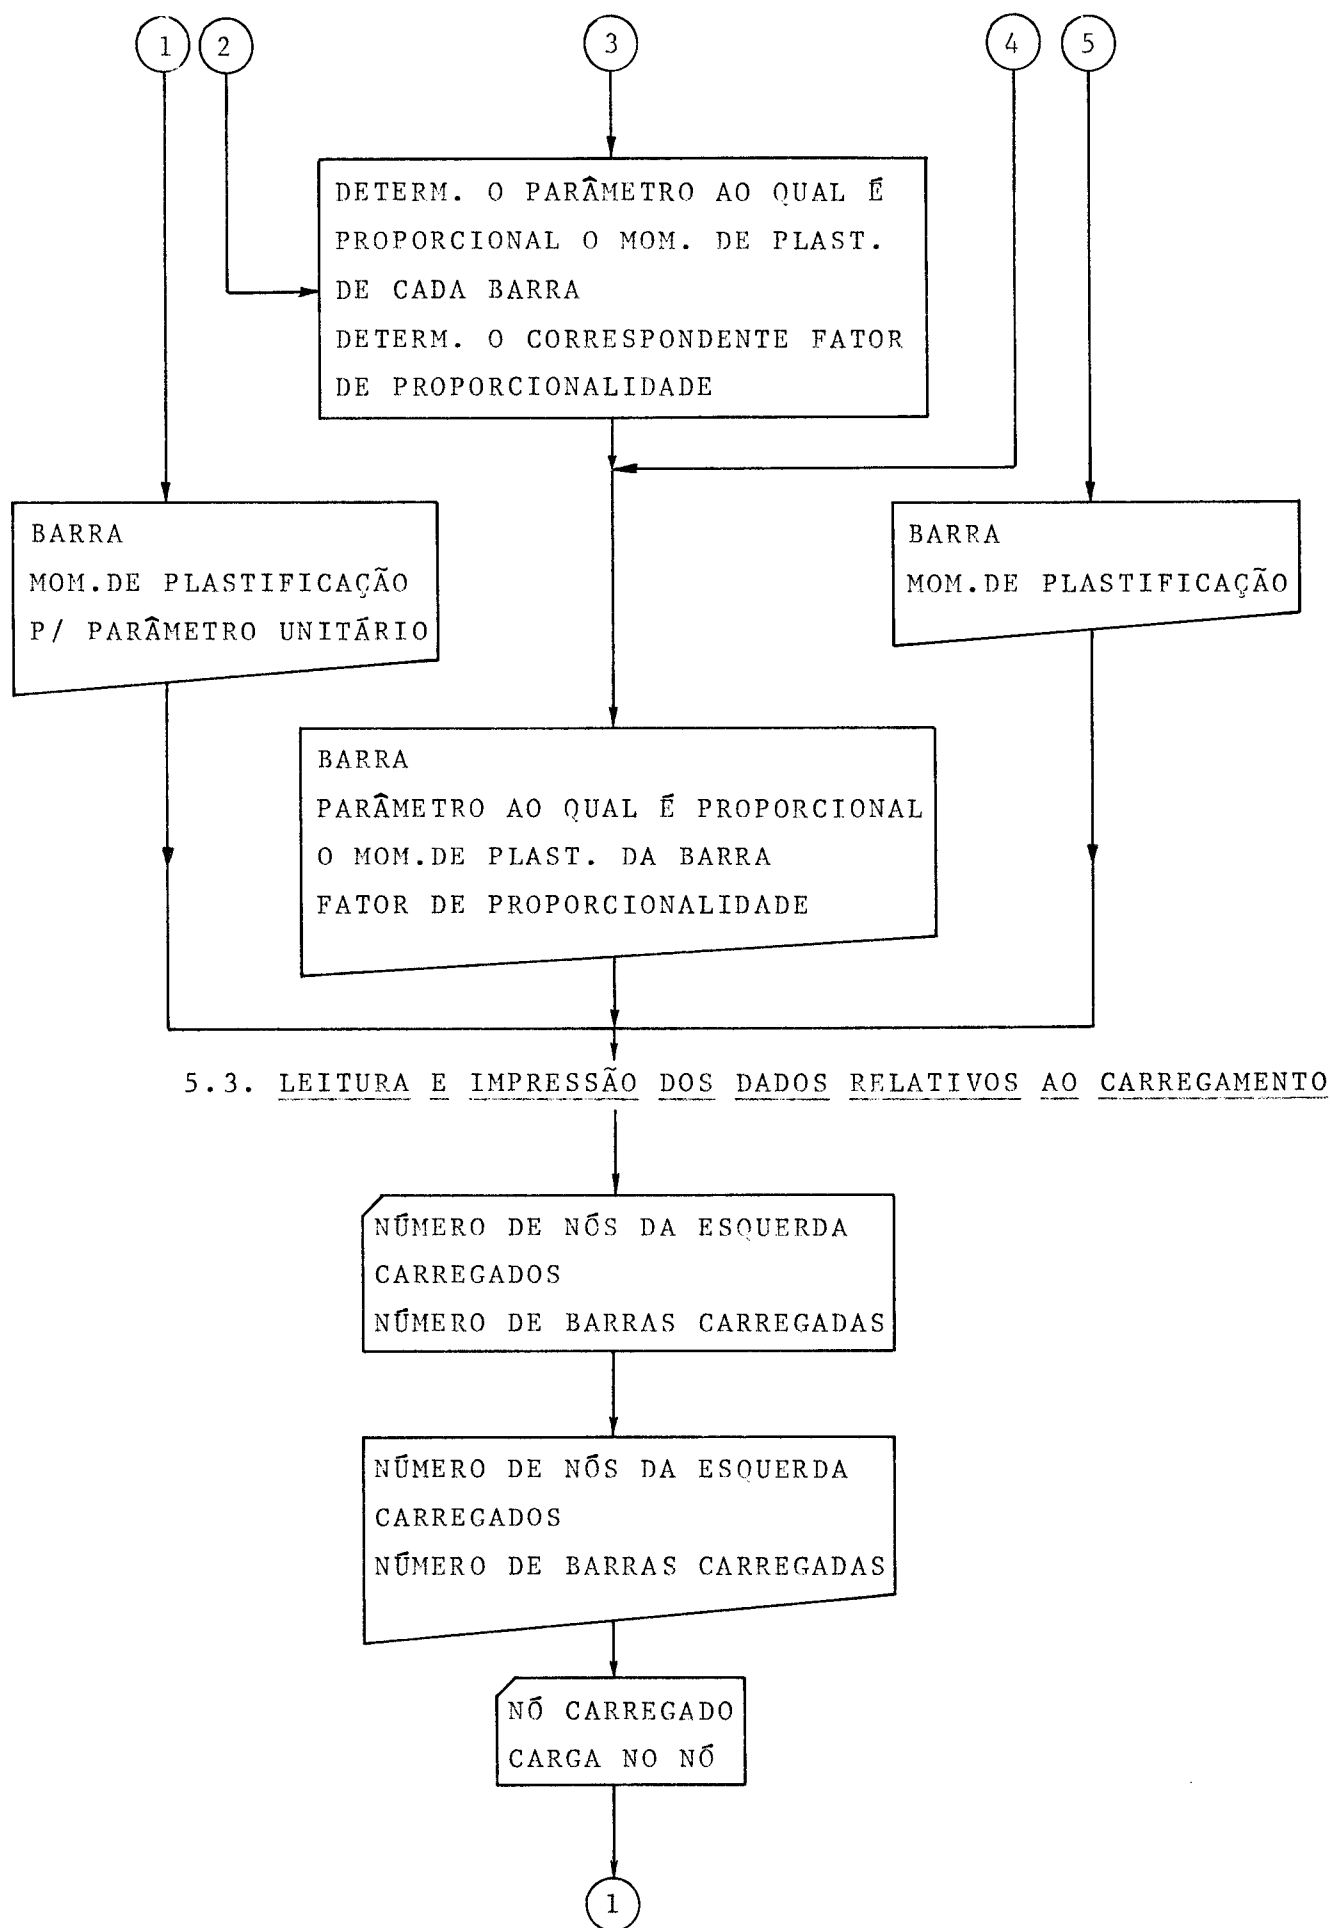 1 2 3 4 5
DETERM. O PARÂMETRO AO QUAL É
PROPORCIONAL O MOM. DE PLAST.
DE CADA BARRA
DETERM. O CORRESPONDENTE FATOR
DE PROPORCIONALIDADE
BARRA
MOM.DE PLASTIFICAÇÃO
P/ PARÂMETRO UNITÁRIO
BARRA
MOM.DE PLASTIFICAÇÃO
BARRA
PARÂMETRO AO QUAL É PROPORCIONAL
O MOM.DE PLAST. DA BARRA
FATOR DE PROPORCIONALIDADE
5.3. LEITURA E IMPRESSÃO DOS DADOS RELATIVOS AO CARREGAMENTO
NÚMERO DE NÓS DA ESQUERDA
CARREGADOS
NÚMERO DE BARRAS CARREGADAS
NÚMERO DE NÓS DA ESQUERDA
CARREGADOS
NÚMERO DE BARRAS CARREGADAS
NÓ CARREGADO
CARGA NO NÓ
1